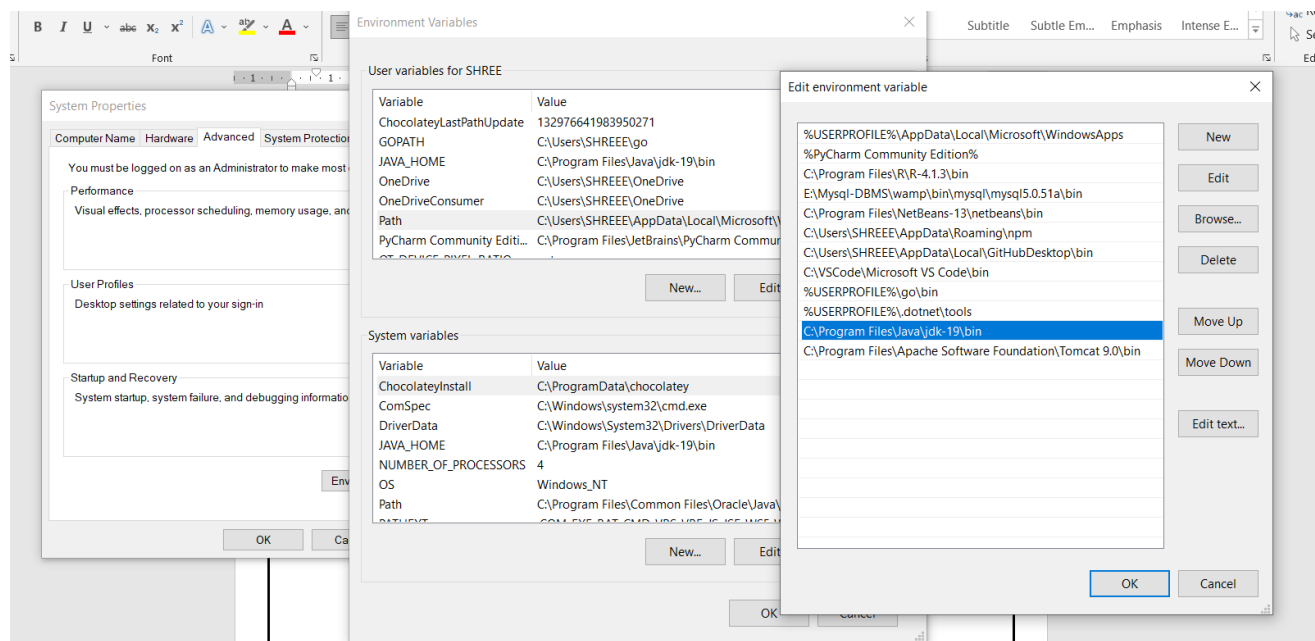 B I U abc X₂ X² A ab A
Subtitle Subtle Em... Emphasis Intense E...
Font
1 1
System Properties
Computer Name Hardware Advanced System Protection
You must be logged on as an Administrator to make most
Performance
Visual effects, processor scheduling, memory usage, and
User Profiles
Desktop settings related to your sign-in
Startup and Recovery
System startup, system failure, and debugging informatio
Env
OK Ca
Environment Variables
User variables for SHREE
Variable Value
ChocolateyLastPathUpdate 132976641983950271
GOPATH C:\Users\SHREEE\go
JAVA_HOME C:\Program Files\Java\jdk-19\bin
OneDrive C:\Users\SHREEE\OneDrive
OneDriveConsumer C:\Users\SHREEE\OneDrive
Path C:\Users\SHREEE\AppData\Local\Microsoft\
PyCharm Community Editi... C:\Program Files\JetBrains\PyCharm Commun
New... Edit
System variables
Variable Value
ChocolateyInstall C:\ProgramData\chocolatey
ComSpec C:\Windows\system32\cmd.exe
DriverData C:\Windows\System32\Drivers\DriverData
JAVA_HOME C:\Program Files\Java\jdk-19\bin
NUMBER_OF_PROCESSORS 4
OS Windows_NT
Path C:\Program Files\Common Files\Oracle\Java\
New... Edit
OK Cancel
Edit environment variable
%USERPROFILE%\AppData\Local\Microsoft\WindowsApps
%PyCharm Community Edition%
C:\Program Files\R\R-4.1.3\bin
E:\Mysql-DBMS\wamp\bin\mysql\mysql5.0.51a\bin
C:\Program Files\NetBeans-13\netbeans\bin
C:\Users\SHREEE\AppData\Roaming\npm
C:\Users\SHREEE\AppData\Local\GitHubDesktop\bin
C:\VSCode\Microsoft VS Code\bin
%USERPROFILE%\go\bin
%USERPROFILE%\.dotnet\tools
C:\Program Files\Java\jdk-19\bin
C:\Program Files\Apache Software Foundation\Tomcat 9.0\bin
New
Edit
Browse...
Delete
Move Up
Move Down
Edit text...
OK Cancel